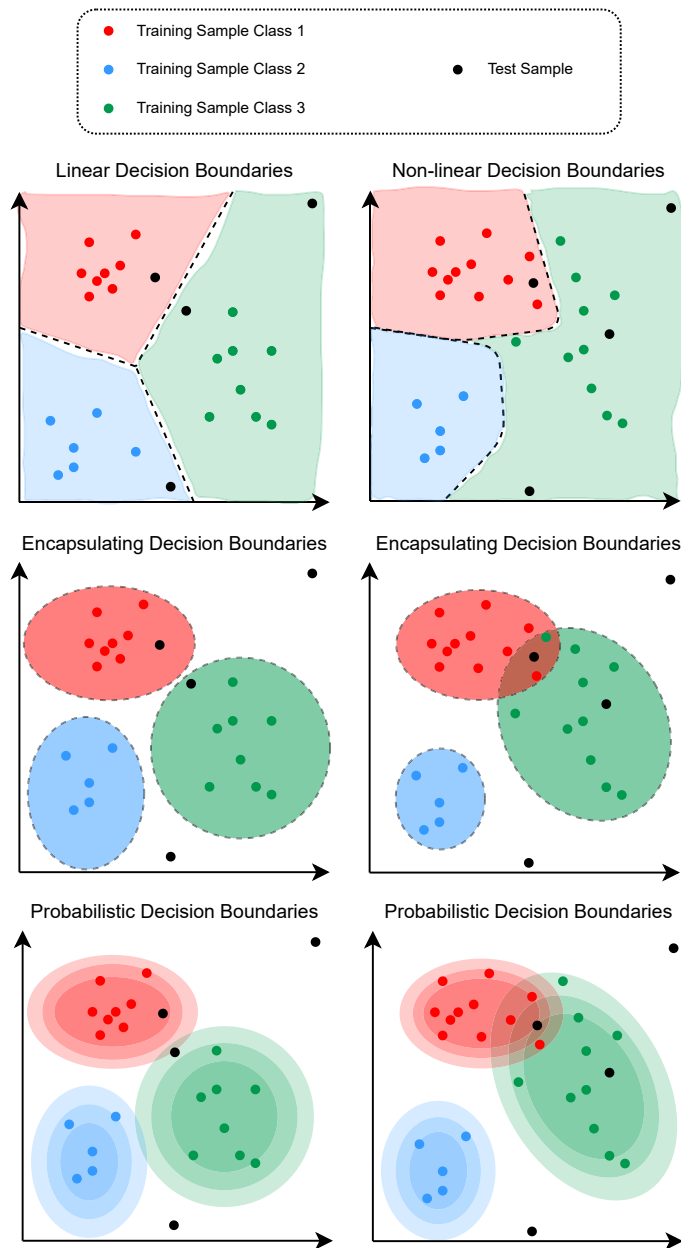 Training Sample Class 1
Training Sample Class 2
Test Sample
Training Sample Class 3
Linear Decision Boundaries
Non-linear Decision Boundaries
Encapsulating Decision Boundaries
Encapsulating Decision Boundaries
Probabilistic Decision Boundaries
Probabilistic Decision Boundaries